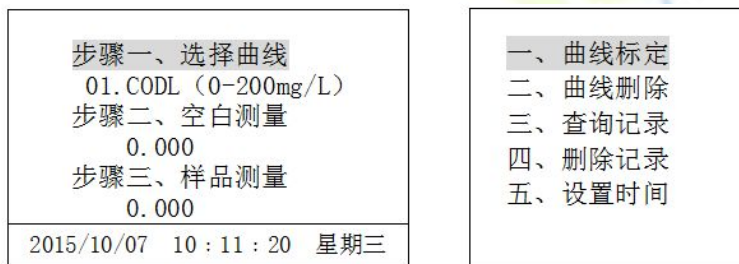 步骤一、选择曲线
01.CODL（0-200mg/L）
步骤二、空白测量
0.000
步骤三、样品测量
0.000
2015/10/07 10:11:20 星期三
一、曲线标定
二、曲线删除
三、查询记录
四、删除记录
五、设置时间